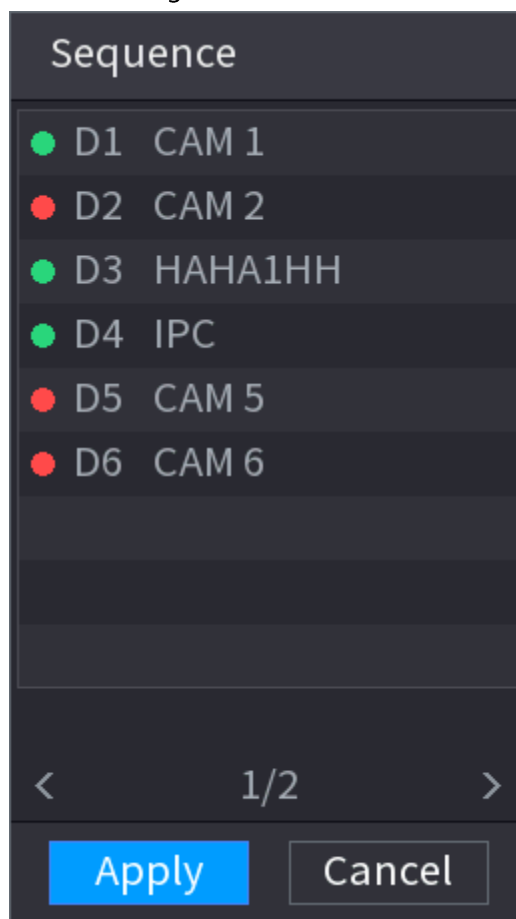 Sequence
D1 CAM 1
D2 CAM 2
D3 HAHA1HH
D4 IPC
D5 CAM 5
D6 CAM 6
< 1/2 >
Apply Cancel